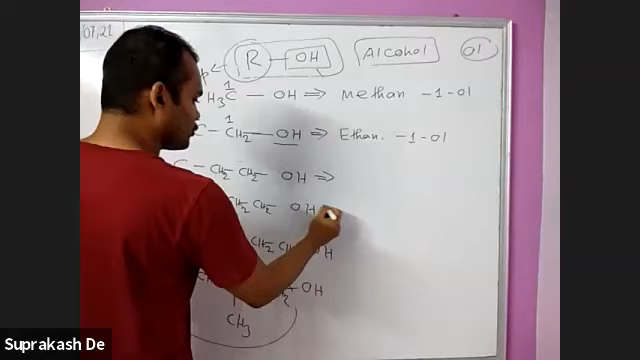 /07,21
R - OH Alcohol ol
1
H3C - OH ⇒ Methan -1-ol
1
C - CH2 - OH ⇒ Ethan. -1-ol
C - CH2 - CH2 OH ⇒
CH2 - CH2 - OH
CH2 - OH
OH
CH3
Suprakash De